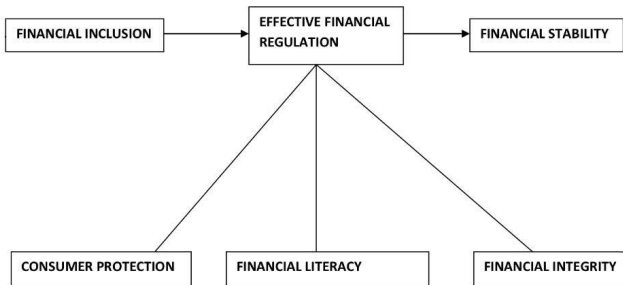 FINANCIAL INCLUSION
EFFECTIVE FINANCIAL
REGULATION
FINANCIAL STABILITY
CONSUMER PROTECTION
FINANCIAL LITERACY
FINANCIAL INTEGRITY